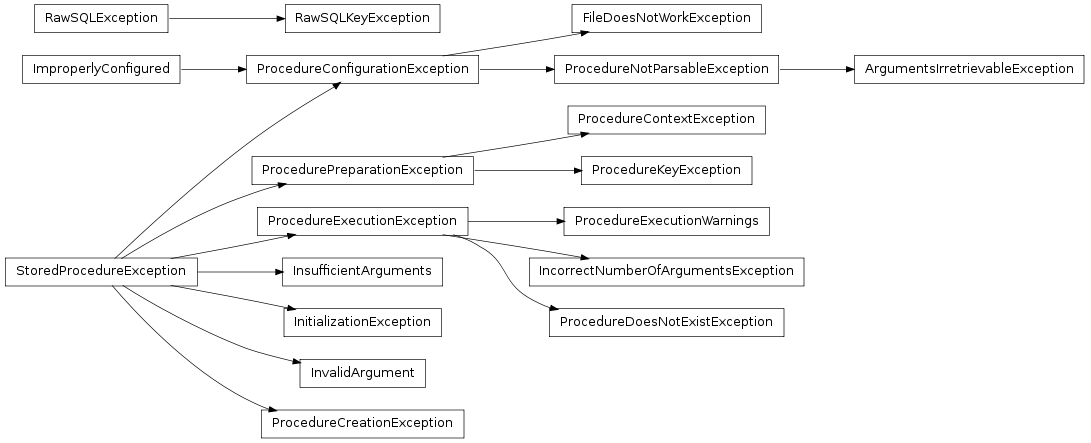 RawSQLException
RawSQLKeyException
FileDoesNotWorkException
ImproperlyConfigured
ProcedureConfigurationException
ProcedureNotParsableException
ArgumentsIrretrievableException
ProcedureContextException
ProcedurePreparationException
ProcedureKeyException
ProcedureExecutionException
ProcedureExecutionWarnings
StoredProcedureException
InsufficientArguments
IncorrectNumberOfArgumentsException
InitializationException
ProcedureDoesNotExistException
InvalidArgument
ProcedureCreationException